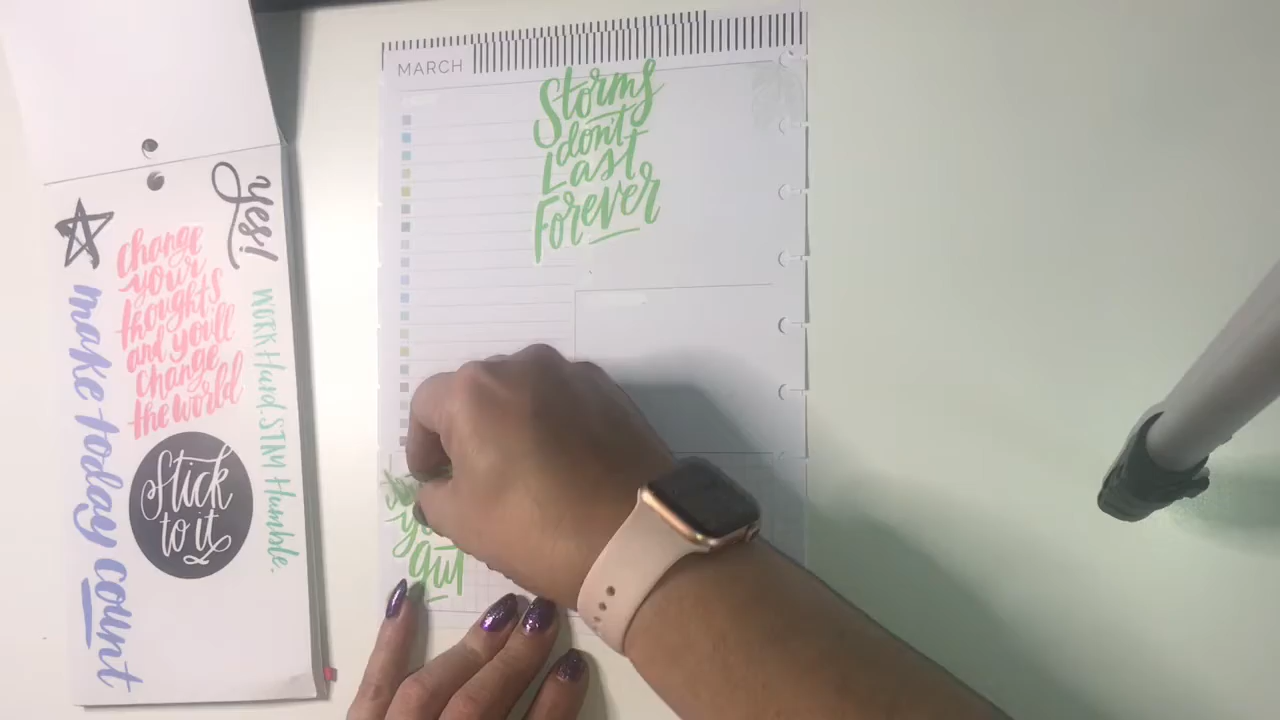 MARCH
Storms
don't
Last
Forever
gut
yes!
change
your
thoughts
and you'll
change
the world
make today count
WORK Hard. STAY Humble.
Stick
to it